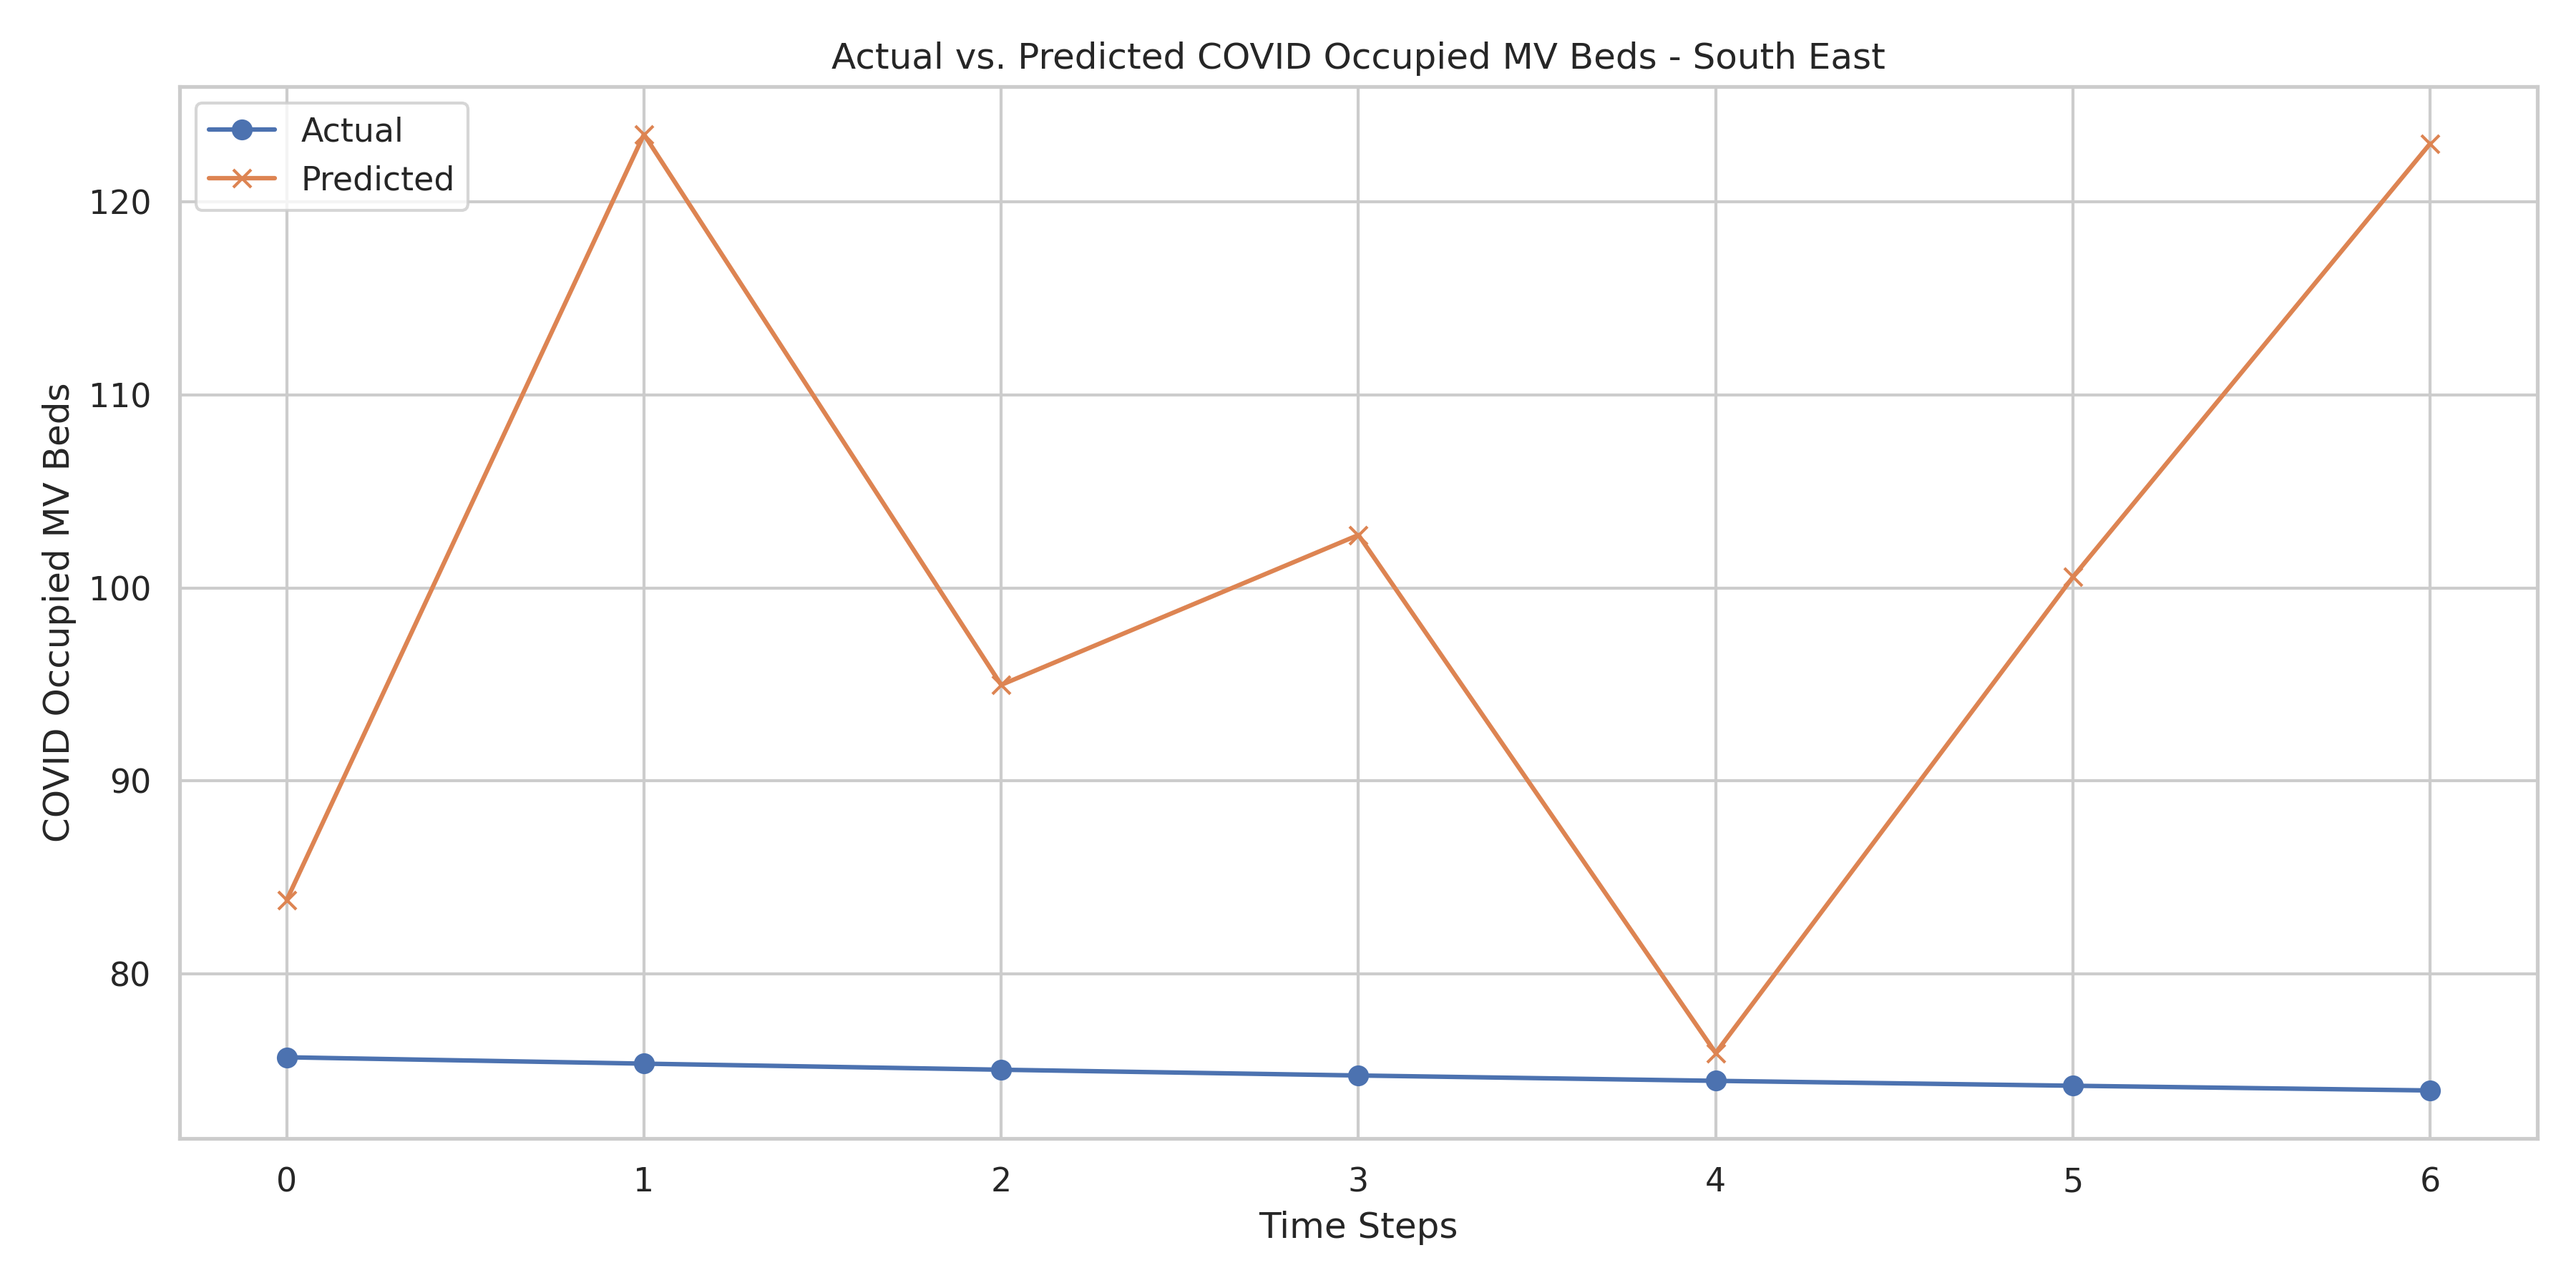 Actual vs. Predicted COVID Occupied MV Beds - South East
Actual
Predicted
COVID Occupied MV Beds
120
110
100
90
80
0 1 2 3 4 5 6
Time Steps